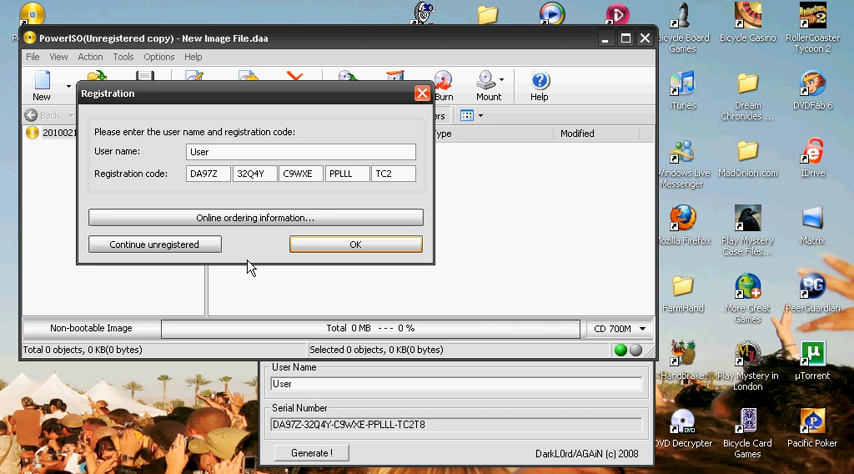 PowerISO(Unregistered copy) - New Image File.daa
File View Action Tools Options Help
New Burn Mount Help
Back
Type Modified
Registration
Please enter the user name and registration code:
User name: User
Registration code: DA97Z 32Q4Y C9WXE PPLLL TC2
Online ordering information...
Continue unregistered OK
Non-bootable Image Total 0 MB --- 0 % CD 700M
Total 0 objects, 0 KB(0 bytes) Selected 0 objects, 0 KB(0 bytes)
User Name
User
Serial Number
DA97Z-32Q4Y-C9WXE-PPLLL-TC2T8
Generate ! DarkL0rd/AGAiN (c) 2008
Bicycle Board Games
Bicycle Casino
RollerCoaster Tycoon 2
iTunes
Dream Chronicles ...
DVDFab 6
Windows Live Messenger
MadOnion.com
IDrive
Mozilla Firefox
Play Mystery Case Files...
Matrix
FarmHand
More Great Games
PeerGuardian
Handbrake
Play Mystery in London
µTorrent
DVD Decrypter
Bicycle Card Games
Pacific Poker